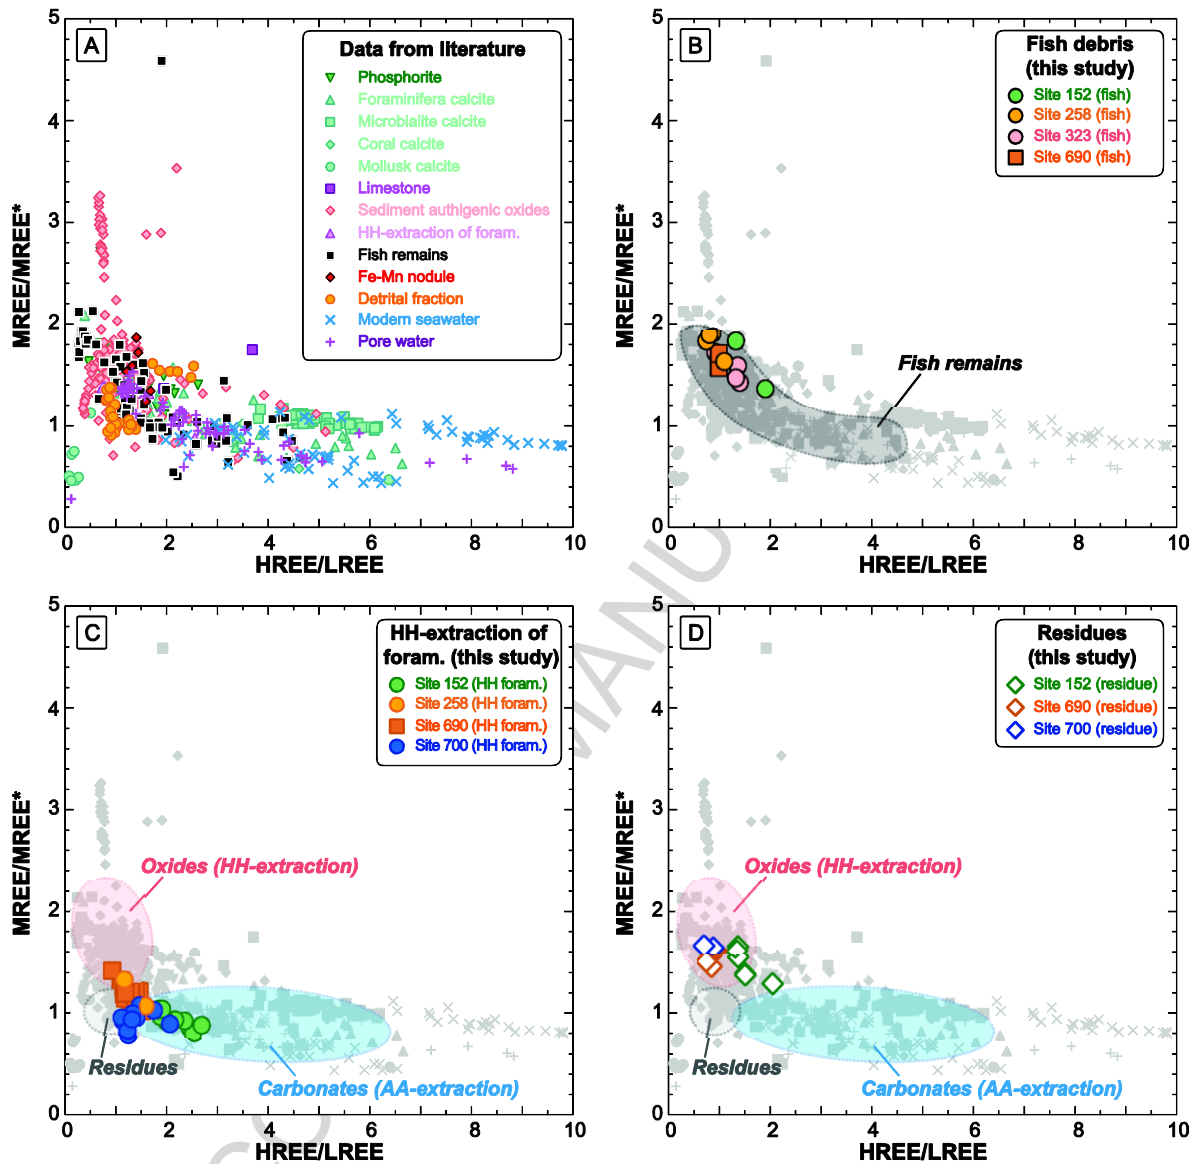 A
Data from literature
Phosphorite
Foraminifera calcite
Microbialite calcite
Coral calcite
Mollusk calcite
Limestone
Sediment authigenic oxides
HH-extraction of foram.
Fish remains
Fe-Mn nodule
Detrital fraction
Modern seawater
Pore water
MREE/MREE*
5
4
3
2
1
0
0 2 4 6 8 10
HREE/LREE
B
Fish debris
(this study)
Site 152 (fish)
Site 258 (fish)
Site 323 (fish)
Site 690 (fish)
Fish remains
MREE/MREE*
5
4
3
2
1
0
0 2 4 6 8 10
HREE/LREE
C
HH-extraction of
foram. (this study)
Site 152 (HH foram.)
Site 258 (HH foram.)
Site 690 (HH foram.)
Site 700 (HH foram.)
Oxides (HH-extraction)
Residues
Carbonates (AA-extraction)
MREE/MREE*
5
4
3
2
1
0
0 2 4 6 8 10
HREE/LREE
D
Residues
(this study)
Site 152 (residue)
Site 690 (residue)
Site 700 (residue)
Oxides (HH-extraction)
Residues
Carbonates (AA-extraction)
MREE/MREE*
5
4
3
2
1
0
0 2 4 6 8 10
HREE/LREE